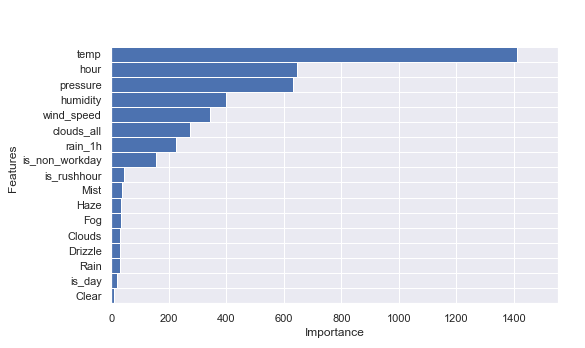 temp
hour
pressure
humidity
wind_speed
clouds_all
rain_1h
is_non_workday
is_rushhour
Mist
Haze
Fog
Clouds
Drizzle
Rain
is_day
Clear
Features
0 200 400 600 800 1000 1200 1400
Importance